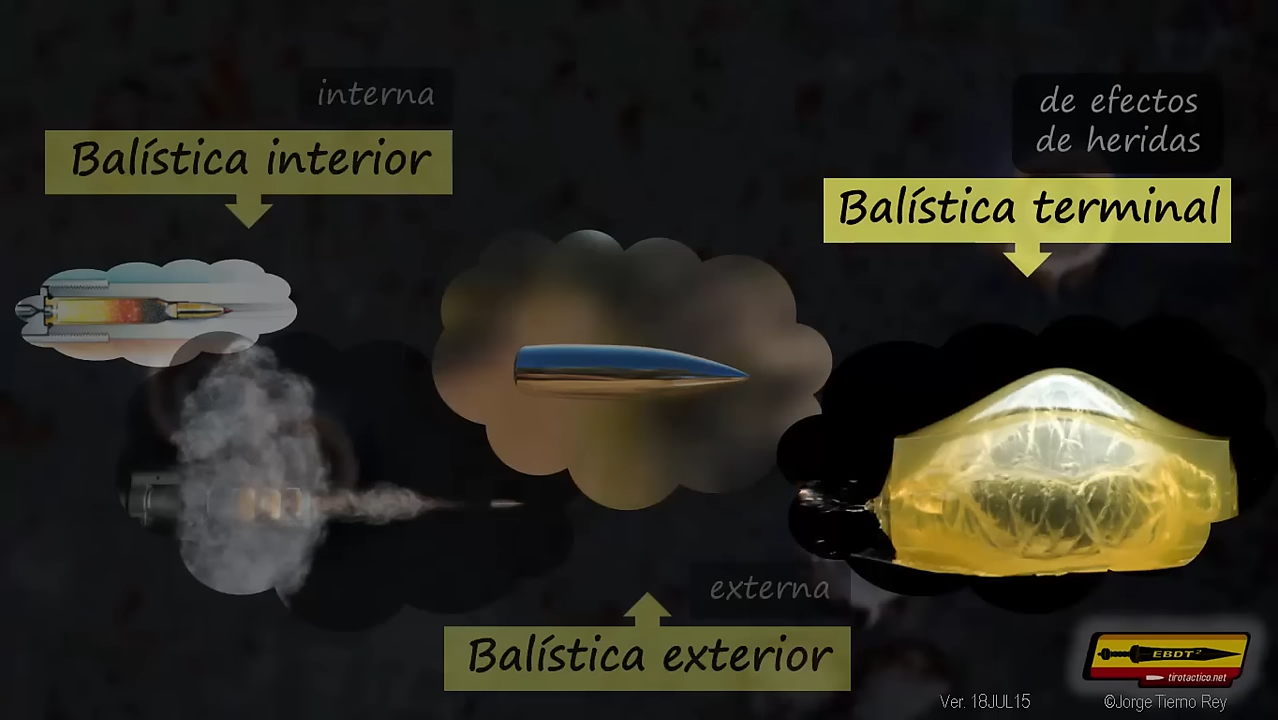 interna
Balística interior
de efectos
de heridas
Balística terminal
externa
Balística exterior
EBDT²
tirotactico.net
Ver. 18JUL15
©Jorge Tierno Rey